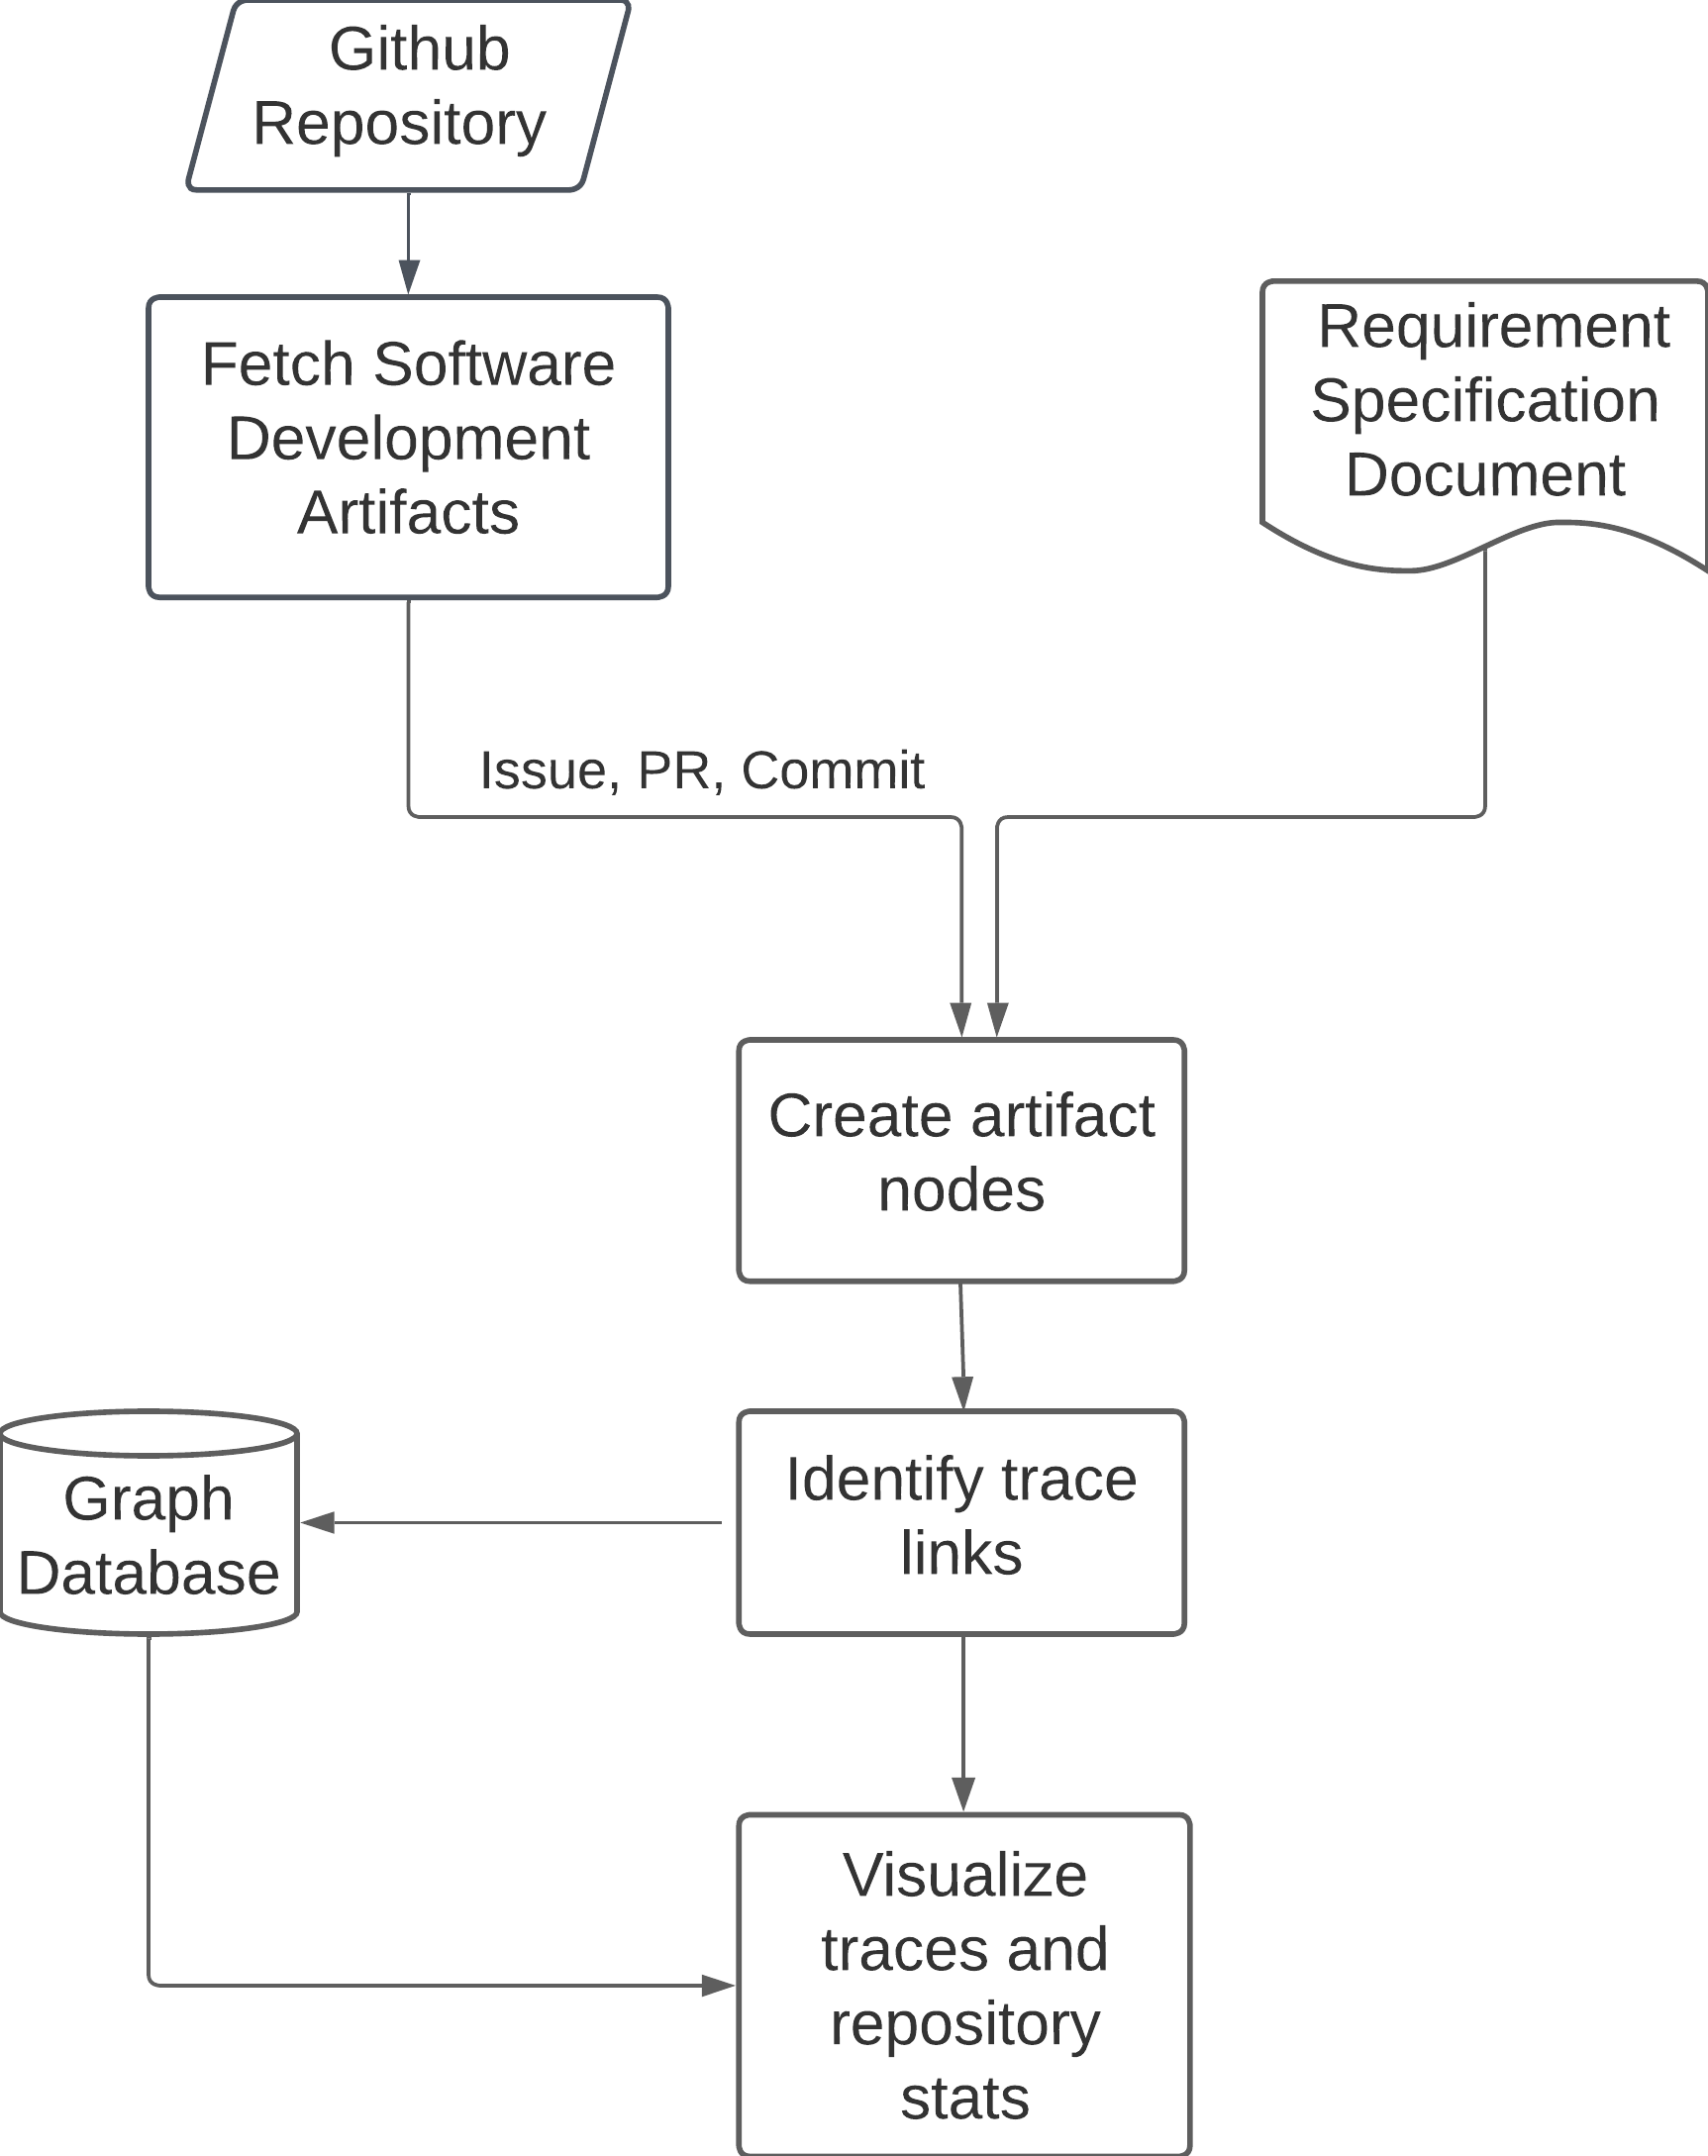 Github
Repository
Fetch Software
Development
Artifacts
Requirement
Specification
Document
Issue, PR, Commit
Create artifact
nodes
Identify trace
links
Graph
Database
Visualize
traces and
repository
stats